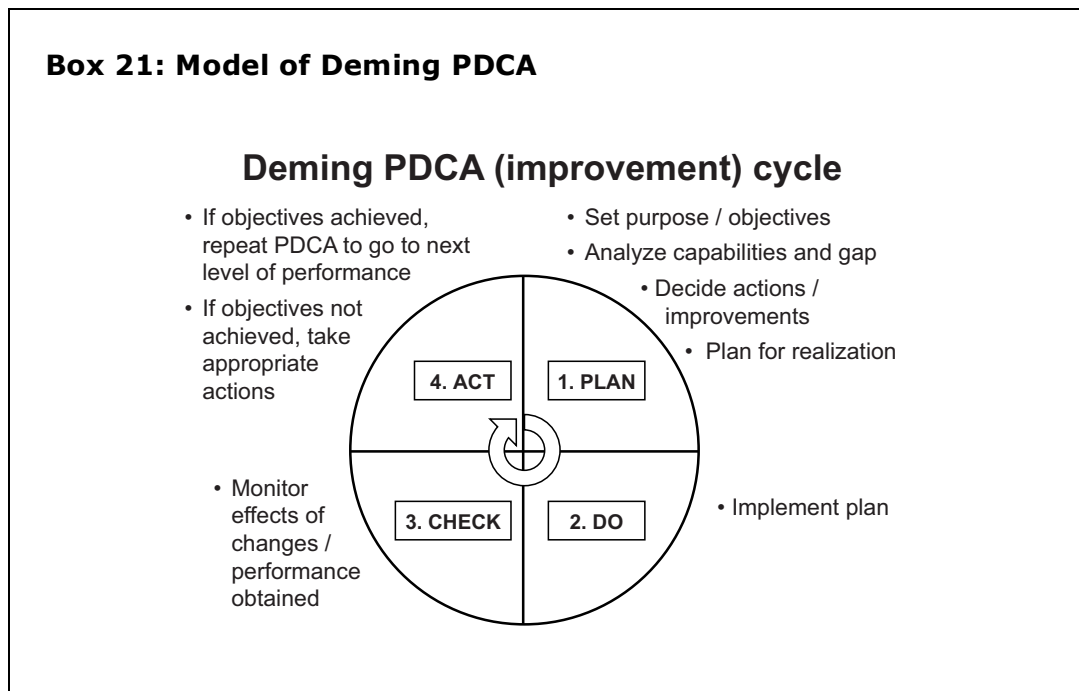 Box 21: Model of Deming PDCA
Deming PDCA (improvement) cycle
• If objectives achieved,
repeat PDCA to go to next
level of performance
• If objectives not
achieved, take
appropriate
actions
• Set purpose / objectives
• Analyze capabilities and gap
• Decide actions /
improvements
• Plan for realization
4. ACT
1. PLAN
3. CHECK
2. DO
• Monitor
effects of
changes /
performance
obtained
• Implement plan